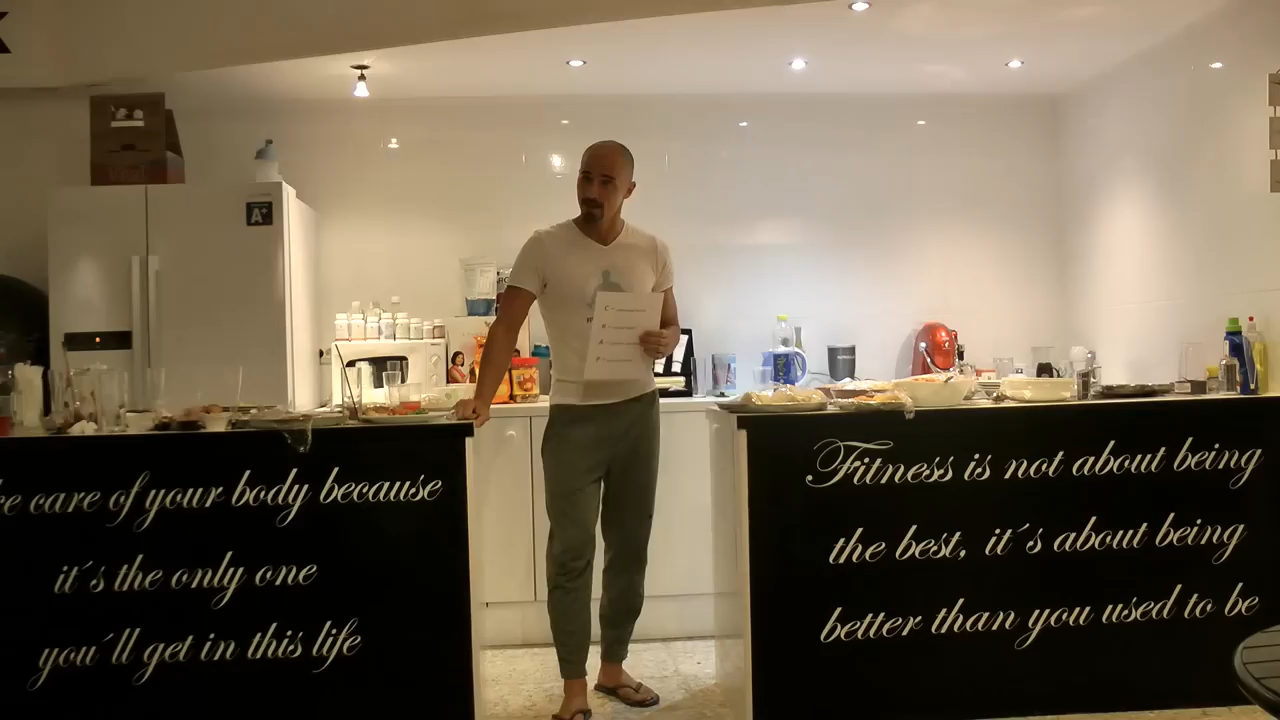 A+
ke care of your body because
it´s the only one
you´ll get in this life
Fitness is not about being
the best, it´s about being
better than you used to be
C
A